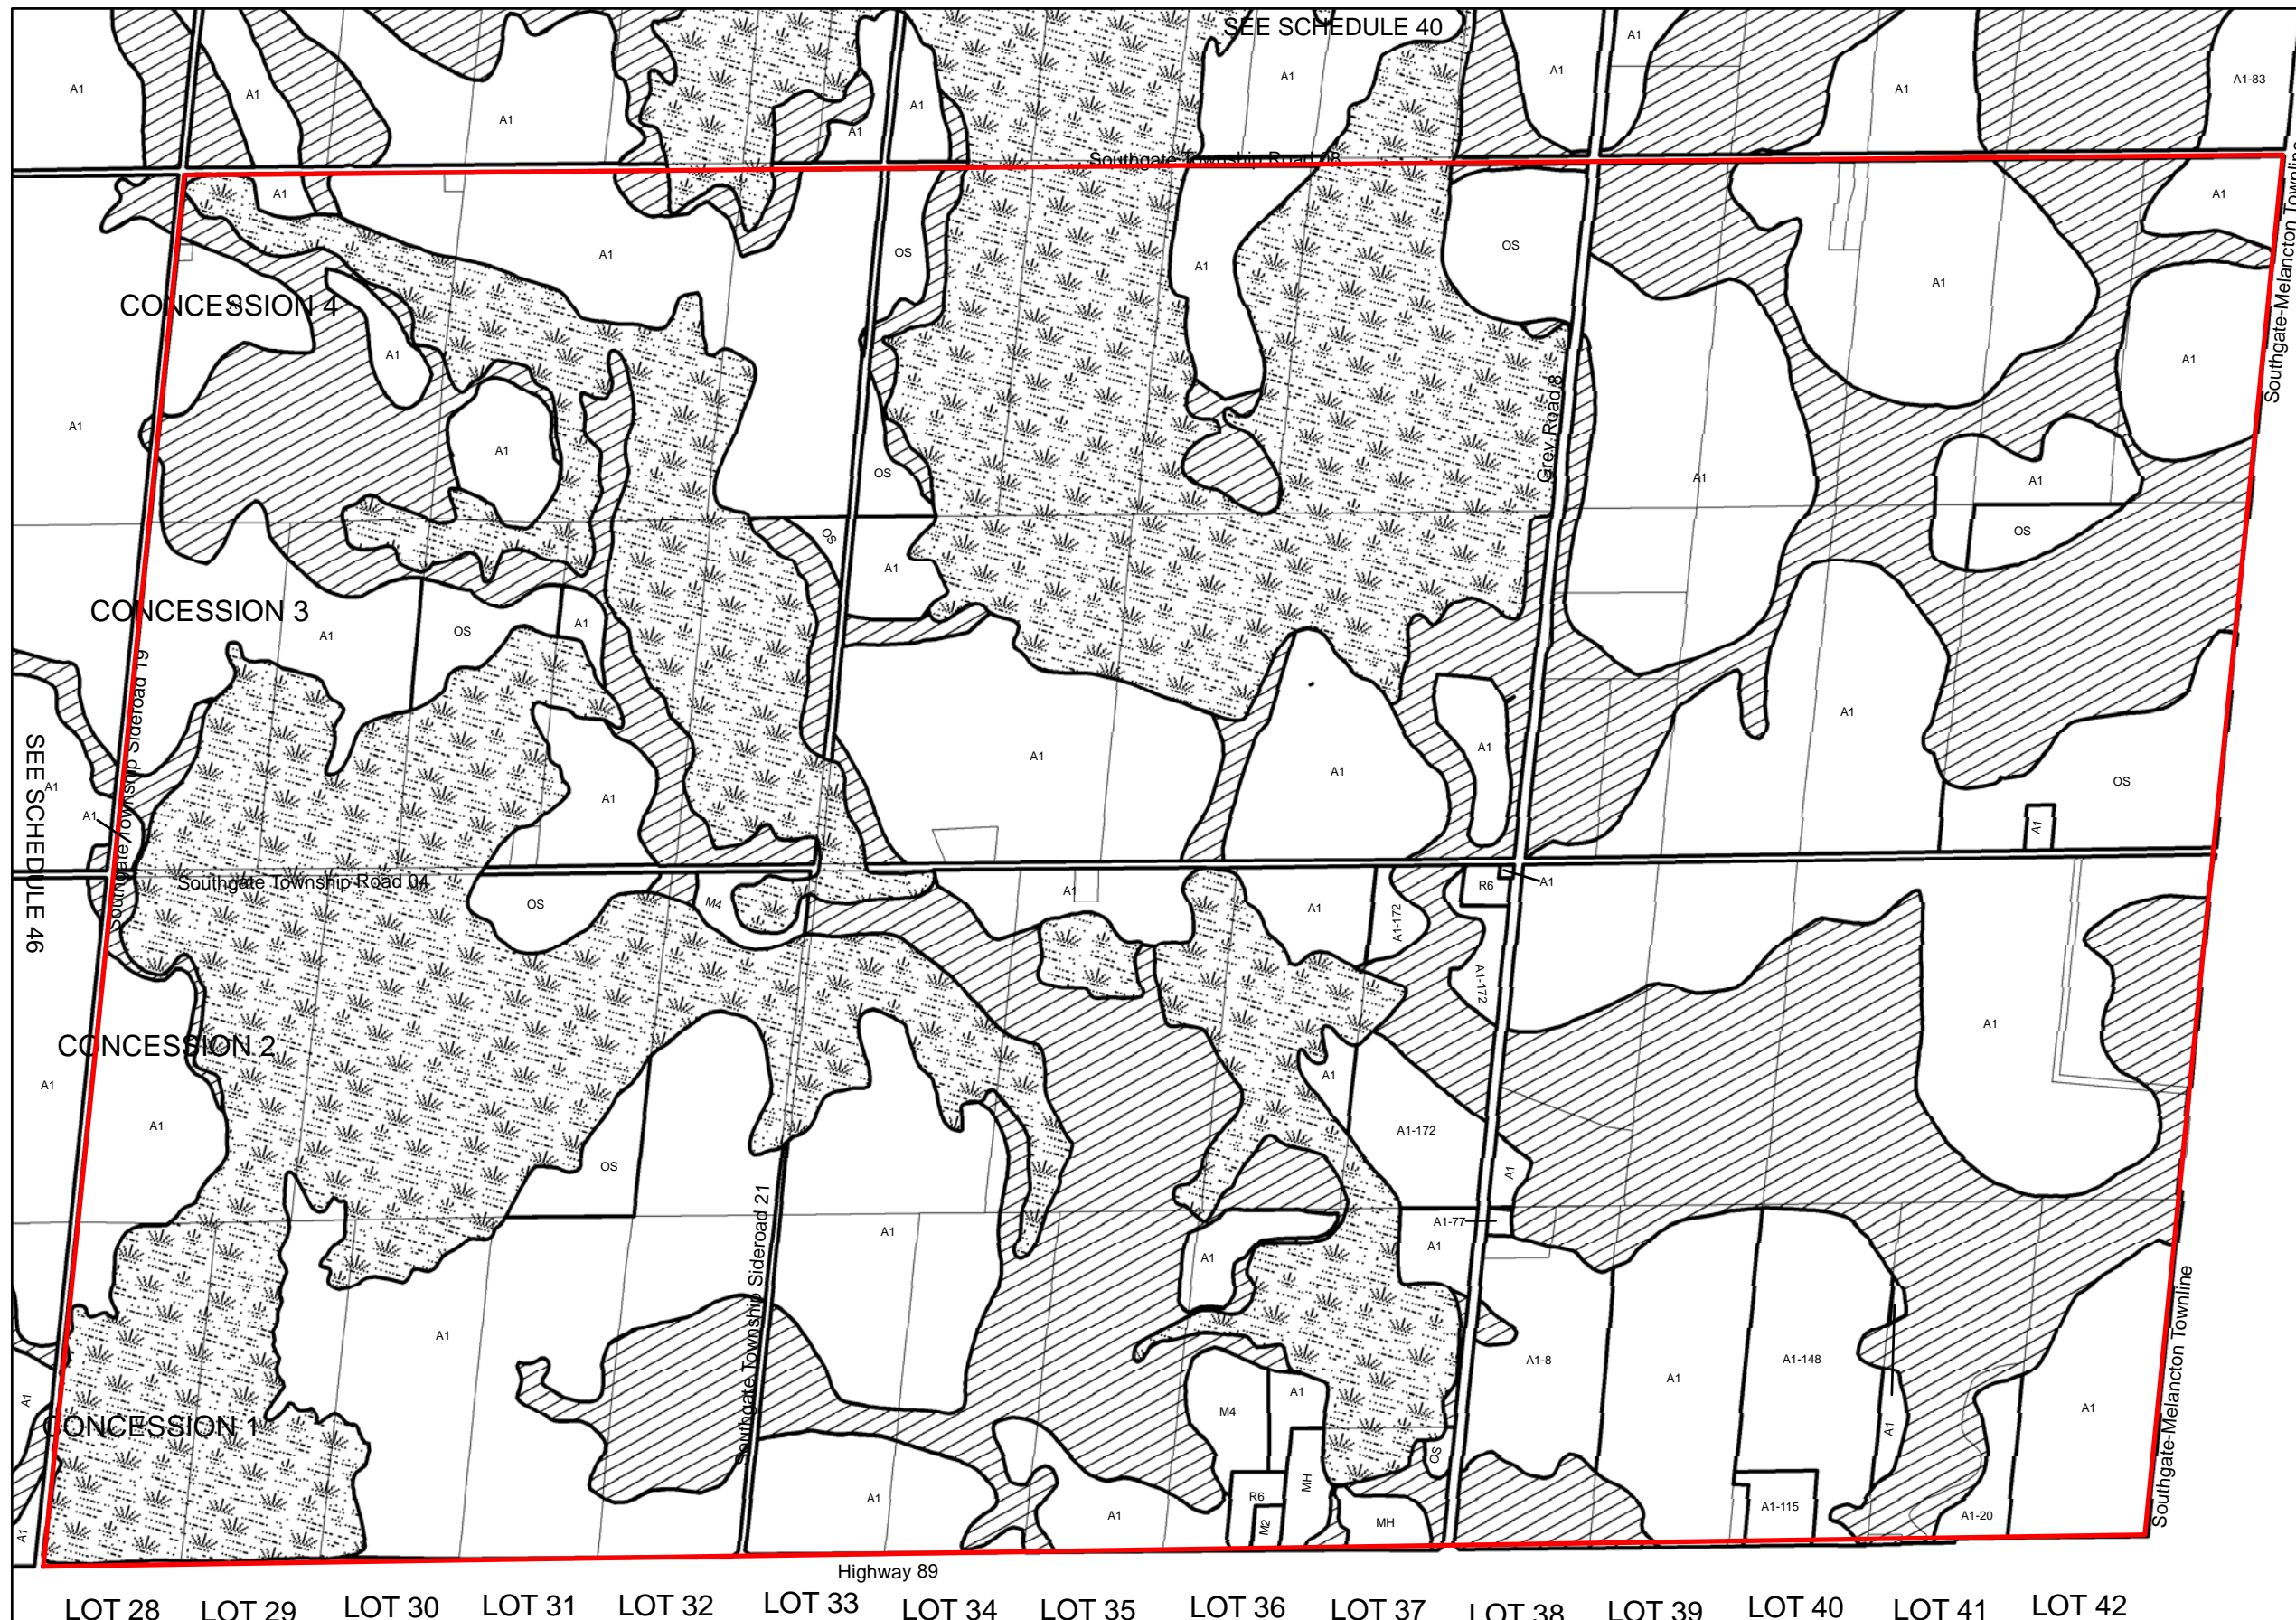 SEE SCHEDULE 40
A1
A1
A1
A1
A1
A1
A1
A1
A1
A1-83
Southgate Township Road 08
A1
A1
OS
A1
OS
A1
A1
Southgate-Melancton Townline
CONCESSION 4
A1
A1
A1
A1
OS
Grey Road 8
A1
A1
OS
OS
A1
CONCESSION 3
A1
OS
A1
A1
A1
A1
A1
A1
OS
A1
SEE SCHEDULE 46
A1
A1
Southgate Township Sideroad 19
Southgate Township Road 04
OS
M4
A1
A1
A1-172
R6
A1
A1-172
CONCESSION 2
A1
A1
OS
A1
A1-172
A1
A1
A1-77
A1
A1
A1
Southgate Township Sideroad 21
A1
A1-8
A1
A1-148
A1
A1
Southgate-Melancton Townline
CONCESSION 1
A1
A1
M4
A1
OS
MH
R6
M2
MH
A1
A1
A1-115
A1-20
Highway 89
LOT 28
LOT 29
LOT 30
LOT 31
LOT 32
LOT 33
LOT 34
LOT 35
LOT 36
LOT 37
LOT 38
LOT 39
LOT 40
LOT 41
LOT 42